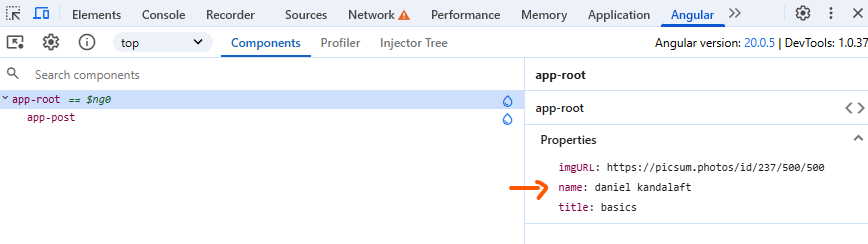 Elements Console Recorder Sources Network Performance Memory Application Angular
top Components Profiler Injector Tree Angular version: 20.0.5 | DevTools: 1.0.37
Search components
app-root
app-root == $ng0
app-root
app-post
Properties
imgURL: https://picsum.photos/id/237/500/500
name: daniel kandalaft
title: basics